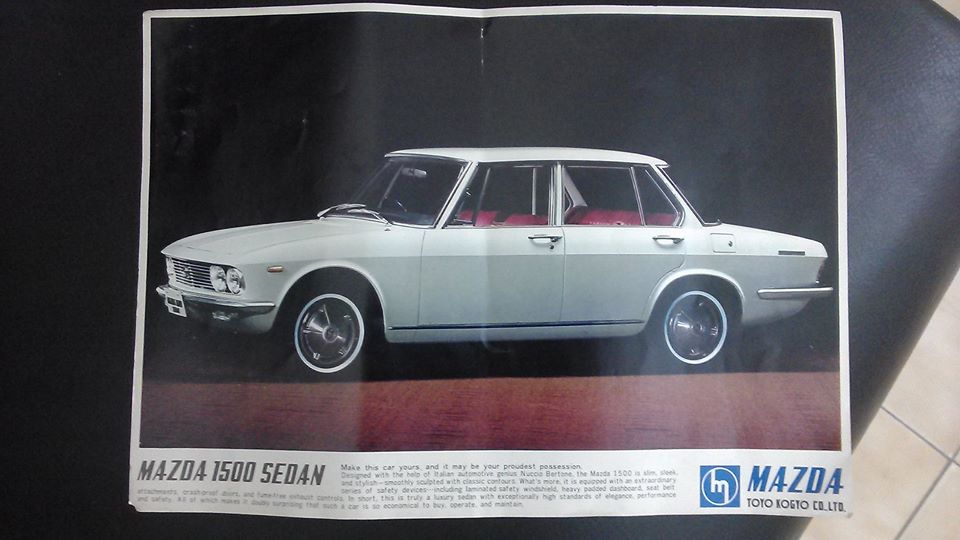 MAZDA 1500 SEDAN
Make this car yours, and it may be your proudest possession.
Designed with the help of Italian automotive genius Nuccio Bertone, the Mazda 1500 is slim, sleek,
and stylish—smoothly sculpted with classic contours. What's more, it is equipped with an extraordinary
series of safety devices—including laminated-safety windshield, heavy padded dashboard, seat belt
attachments, crash-proof doors, and fume-free exhaust controls. In short, this is truly a luxury sedan with exceptionally high standards of elegance, performance
and safety. All of which makes it doubly surprising that such a car is so economical to buy, operate, and maintain.
m
MAZDA
TOYO KOGYO CO.,LTD.